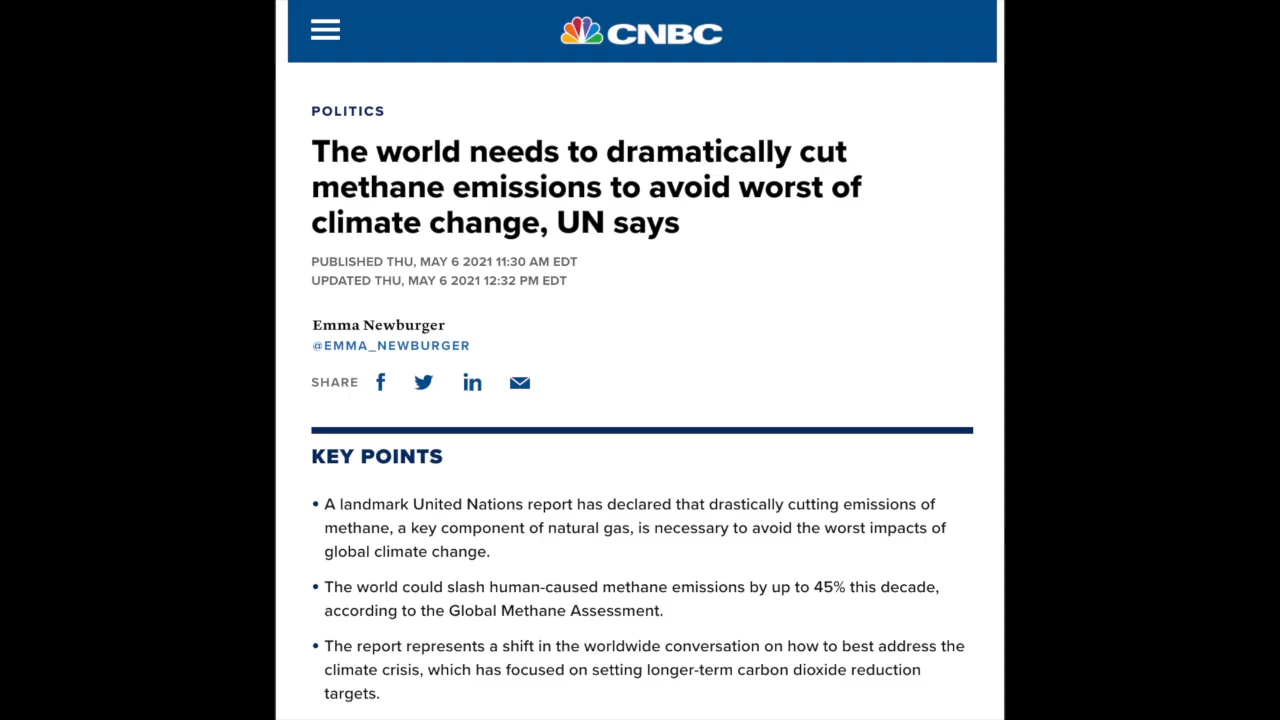 CNBC
POLITICS
The world needs to dramatically cut
methane emissions to avoid worst of
climate change, UN says
PUBLISHED THU, MAY 6 2021 11:30 AM EDT
UPDATED THU, MAY 6 2021 12:32 PM EDT
Emma Newburger
@EMMA_NEWBURGER
SHARE
KEY POINTS
• A landmark United Nations report has declared that drastically cutting emissions of
methane, a key component of natural gas, is necessary to avoid the worst impacts of
global climate change.
• The world could slash human-caused methane emissions by up to 45% this decade,
according to the Global Methane Assessment.
• The report represents a shift in the worldwide conversation on how to best address the
climate crisis, which has focused on setting longer-term carbon dioxide reduction
targets.